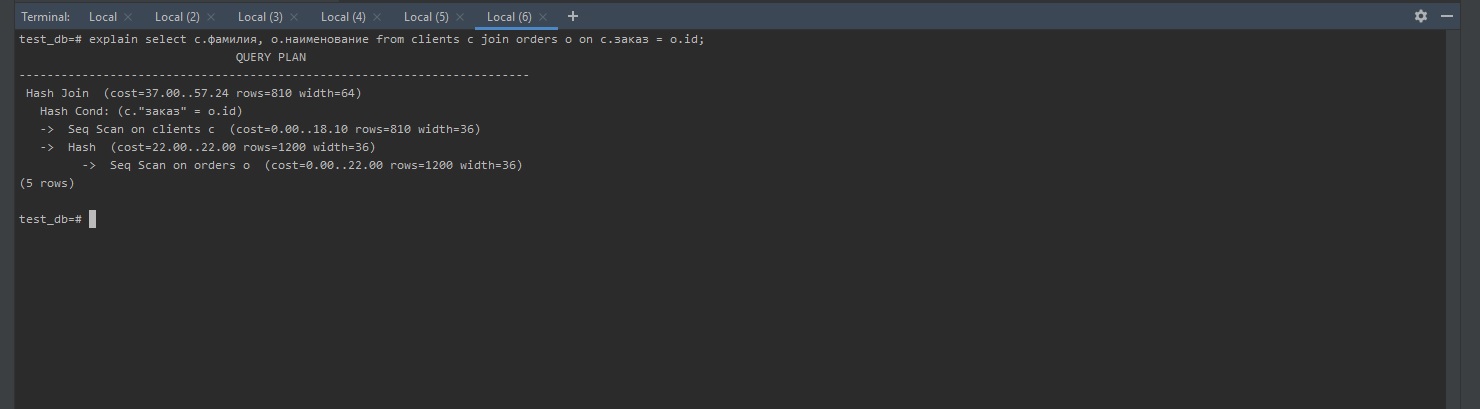 Terminal: Local Local (2) Local (3) Local (4) Local (5) Local (6)
test_db=# explain select с.фамилия, о.наименование from clients c join orders o on с.заказ = o.id;
QUERY PLAN
-------------------------------------------------------------------------
Hash Join  (cost=37.00..57.24 rows=810 width=64)
  Hash Cond: (c."заказ" = o.id)
  ->  Seq Scan on clients c  (cost=0.00..18.10 rows=810 width=36)
  ->  Hash  (cost=22.00..22.00 rows=1200 width=36)
        ->  Seq Scan on orders o  (cost=0.00..22.00 rows=1200 width=36)
(5 rows)
test_db=#